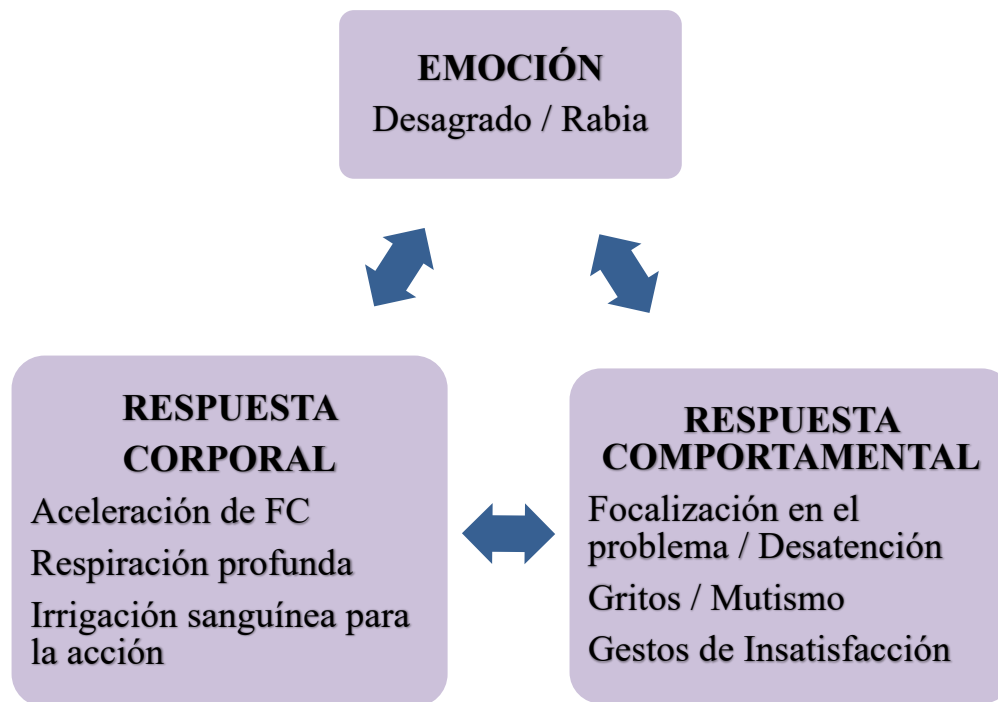 EMOCIÓN
Desagrado / Rabia
RESPUESTA
CORPORAL
Aceleración de FC
Respiración profunda
Irrigación sanguínea para
la acción
RESPUESTA
COMPORTAMENTAL
Focalización en el
problema / Desatención
Gritos / Mutismo
Gestos de Insatisfacción